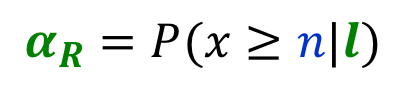 α_R = P(x ≥ n|l)